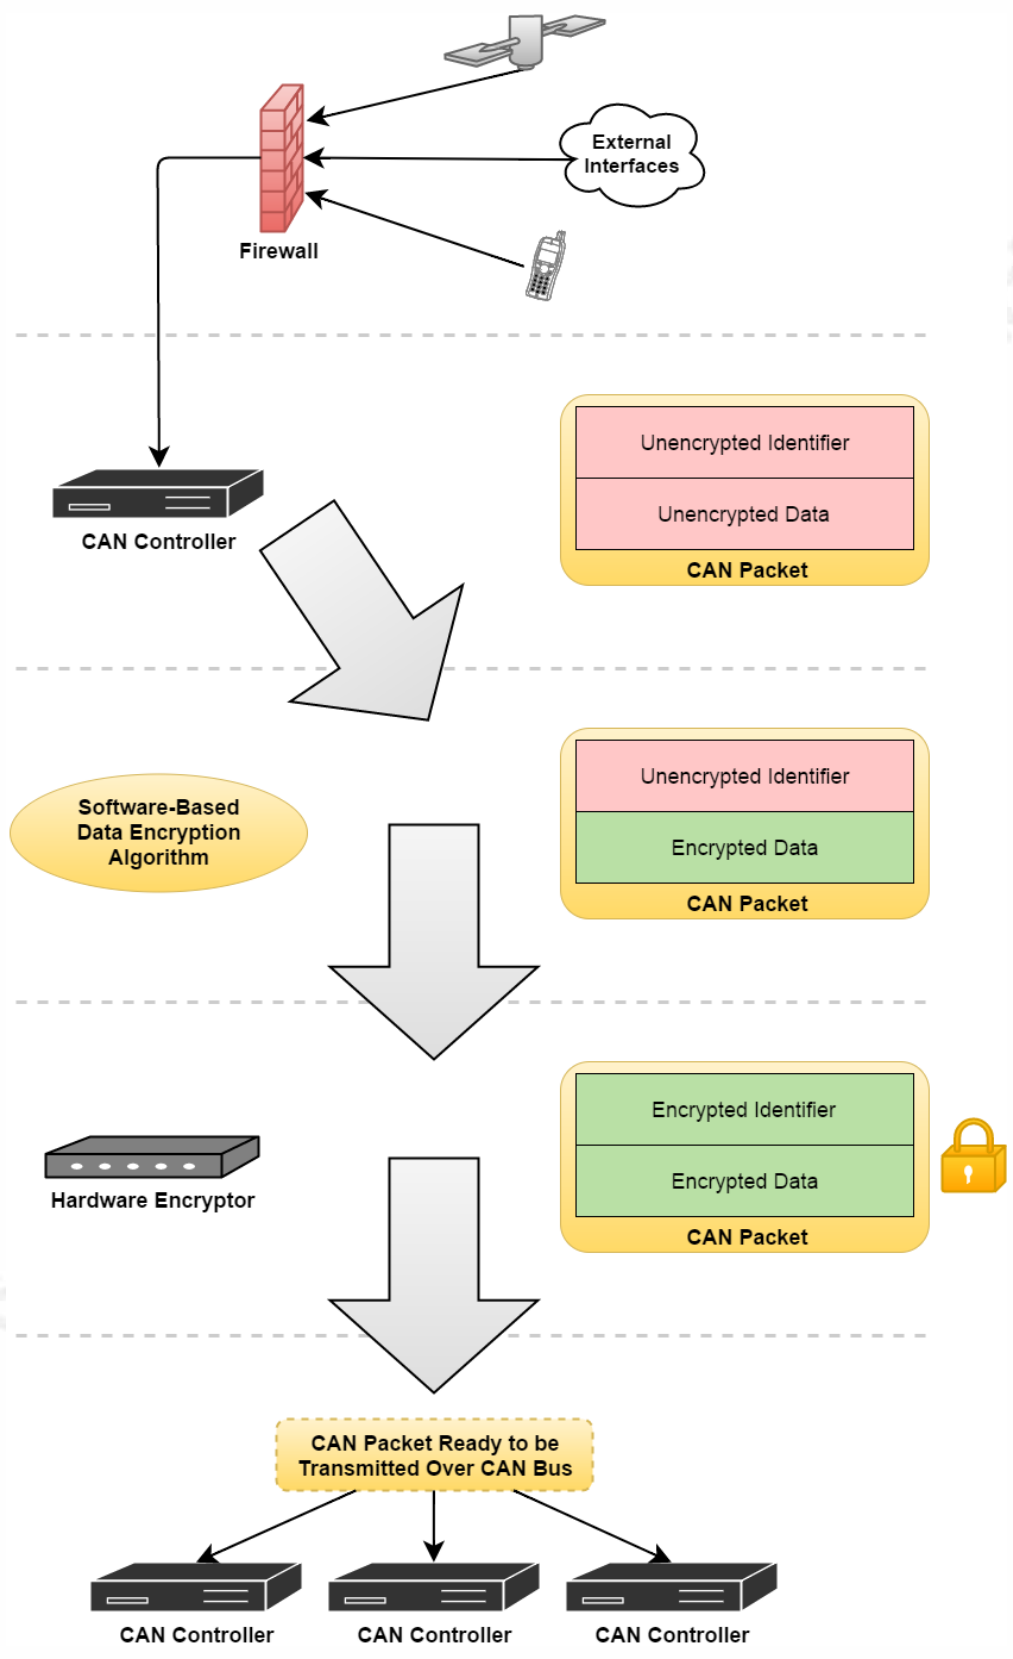 External
Interfaces
Firewall
Unencrypted Identifier
Unencrypted Data
CAN Packet
CAN Controller
Unencrypted Identifier
Software-Based
Data Encryption
Algorithm
Encrypted Data
CAN Packet
Encrypted Identifier
Encrypted Data
Hardware Encryptor
CAN Packet
CAN Packet Ready to be
Transmitted Over CAN Bus
CAN Controller
CAN Controller
CAN Controller